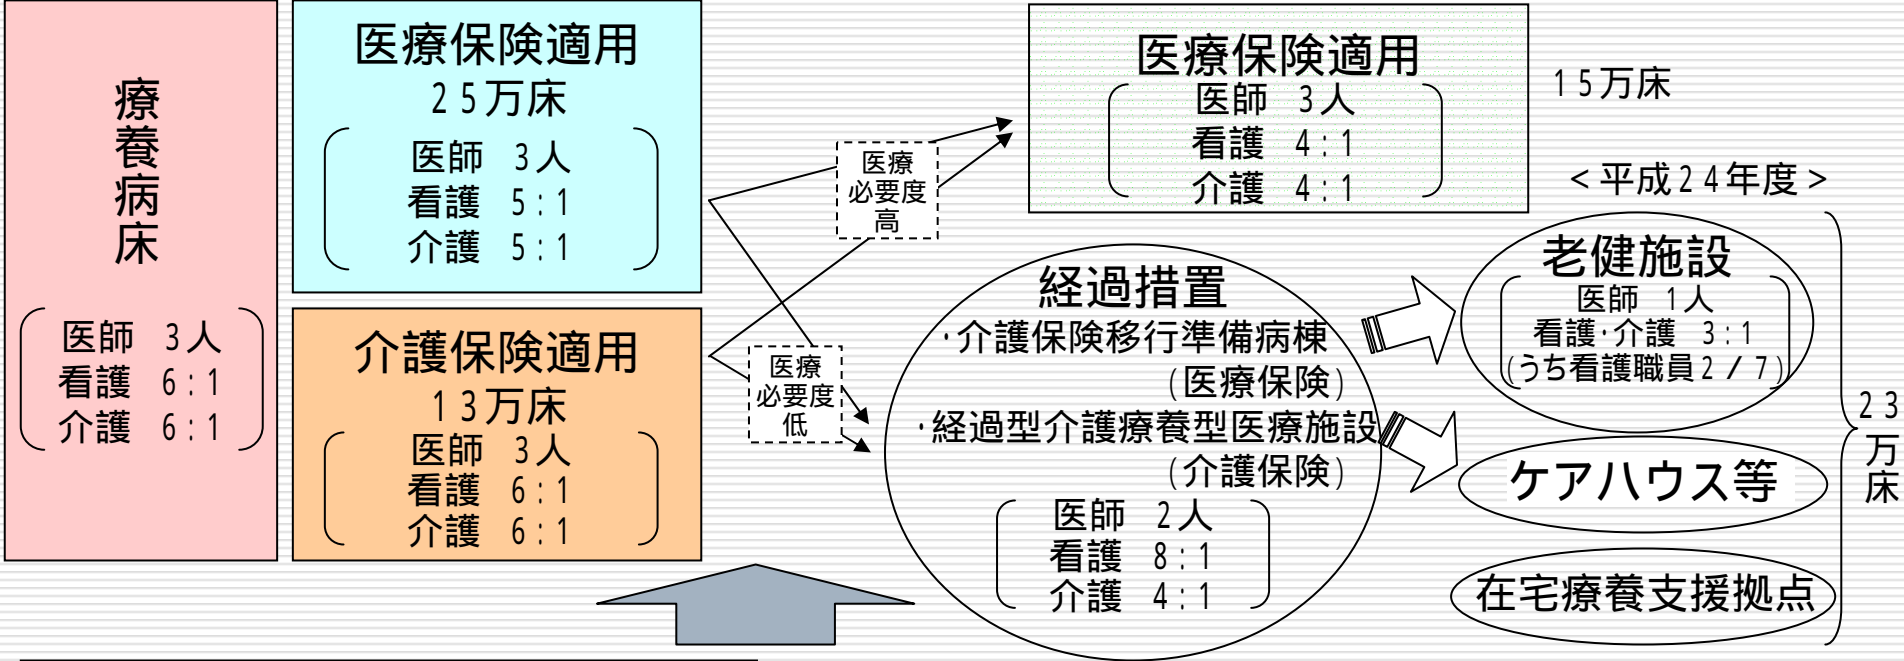 療養病床
医師 3人
看護 6:1
介護 6:1
医療保険適用
25万床
医師 3人
看護 5:1
介護 5:1
介護保険適用
13万床
医師 3人
看護 6:1
介護 6:1
医療
必要度
高
医療
必要度
低
医療保険適用
医師 3人
看護 4:1
介護 4:1
15万床
<平成24年度>
経過措置
・介護保険移行準備病棟
(医療保険)
・経過型介護療養型医療施設
(介護保険)
医師 2人
看護 8:1
介護 4:1
老健施設
医師 1人
看護・介護 3:1
(うち看護職員2/7)
ケアハウス等
在宅療養支援拠点
23万床